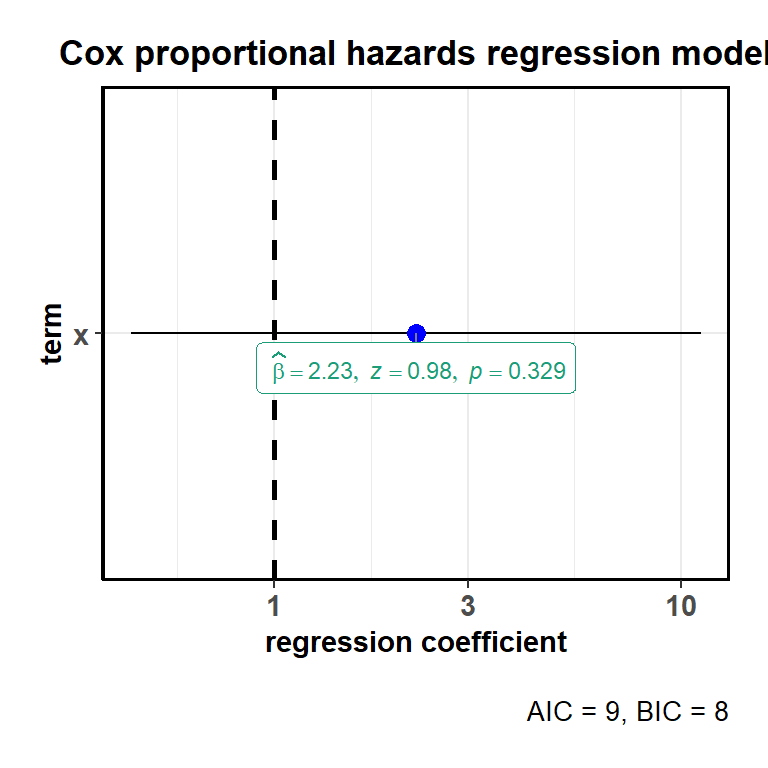 Cox proportional hazards regression model
term
x
β̂ = 2.23, z = 0.98, p = 0.329
1 3 10
regression coefficient
AIC = 9, BIC = 8